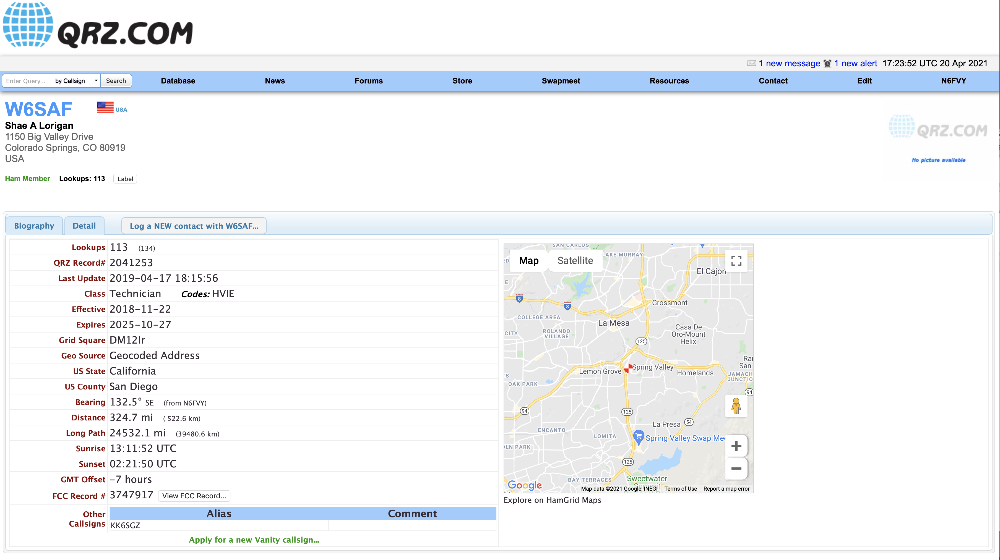 QRZ.COM
1 new message 1 new alert 17:23:52 UTC 20 Apr 2021
Enter Query... by Callsign Search Database News Forums Store Swapmeet Resources Contact Edit N6FVY
W6SAF USA
Shae A Lorigan
1150 Big Valley Drive
Colorado Springs, CO 80919
USA
QRZ.COM
No picture available
Ham Member Lookups: 113 Label
Biography Detail Log a NEW contact with W6SAF...
Lookups 113 (134)
QRZ Record# 2041253
Last Update 2019-04-17 18:15:56
Class Technician Codes: HVIE
Effective 2018-11-22
Expires 2025-10-27
Grid Square DM12lr
Geo Source Geocoded Address
US State California
US County San Diego
Bearing 132.5° SE (from N6FVY)
Distance 324.7 mi ( 522.6 km)
Long Path 24532.1 mi (39480.6 km)
Sunrise 13:11:52 UTC
Sunset 02:21:50 UTC
GMT Offset -7 hours
FCC Record # 3747917 View FCC Record...
Other
Callsigns
Alias Comment
KK6SGZ
Apply for a new Vanity callsign...
SAN CARLOS
LAKE MURRAY
Map Satellite
El Cajon
8
8
Grossmont
COLLEGE AREA
La Mesa
CITY
ROLANDO
VILLAGE
Casa De
Oro-Mount
Helix
125
San
Spring Valley
Lemon Grove
Homelands
JAMACH
JUNCTIO
OAK PARK
94
94
125
La Presa 54
ENCANTO
LOMITA
Spring Valley Swap Mee
PARK
125
BAY TERRACES
Sweetwater
Google
Map data ©2021 Google, INEGI Terms of Use Report a map error
Explore on HamGrid Maps